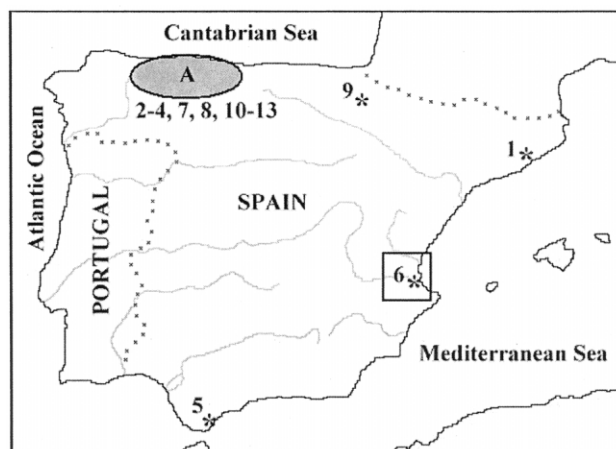 Cantabrian Sea
A
2-4, 7, 8, 10-13
9
1
Atlantic Ocean
PORTUGAL
SPAIN
6
Mediterranean Sea
5